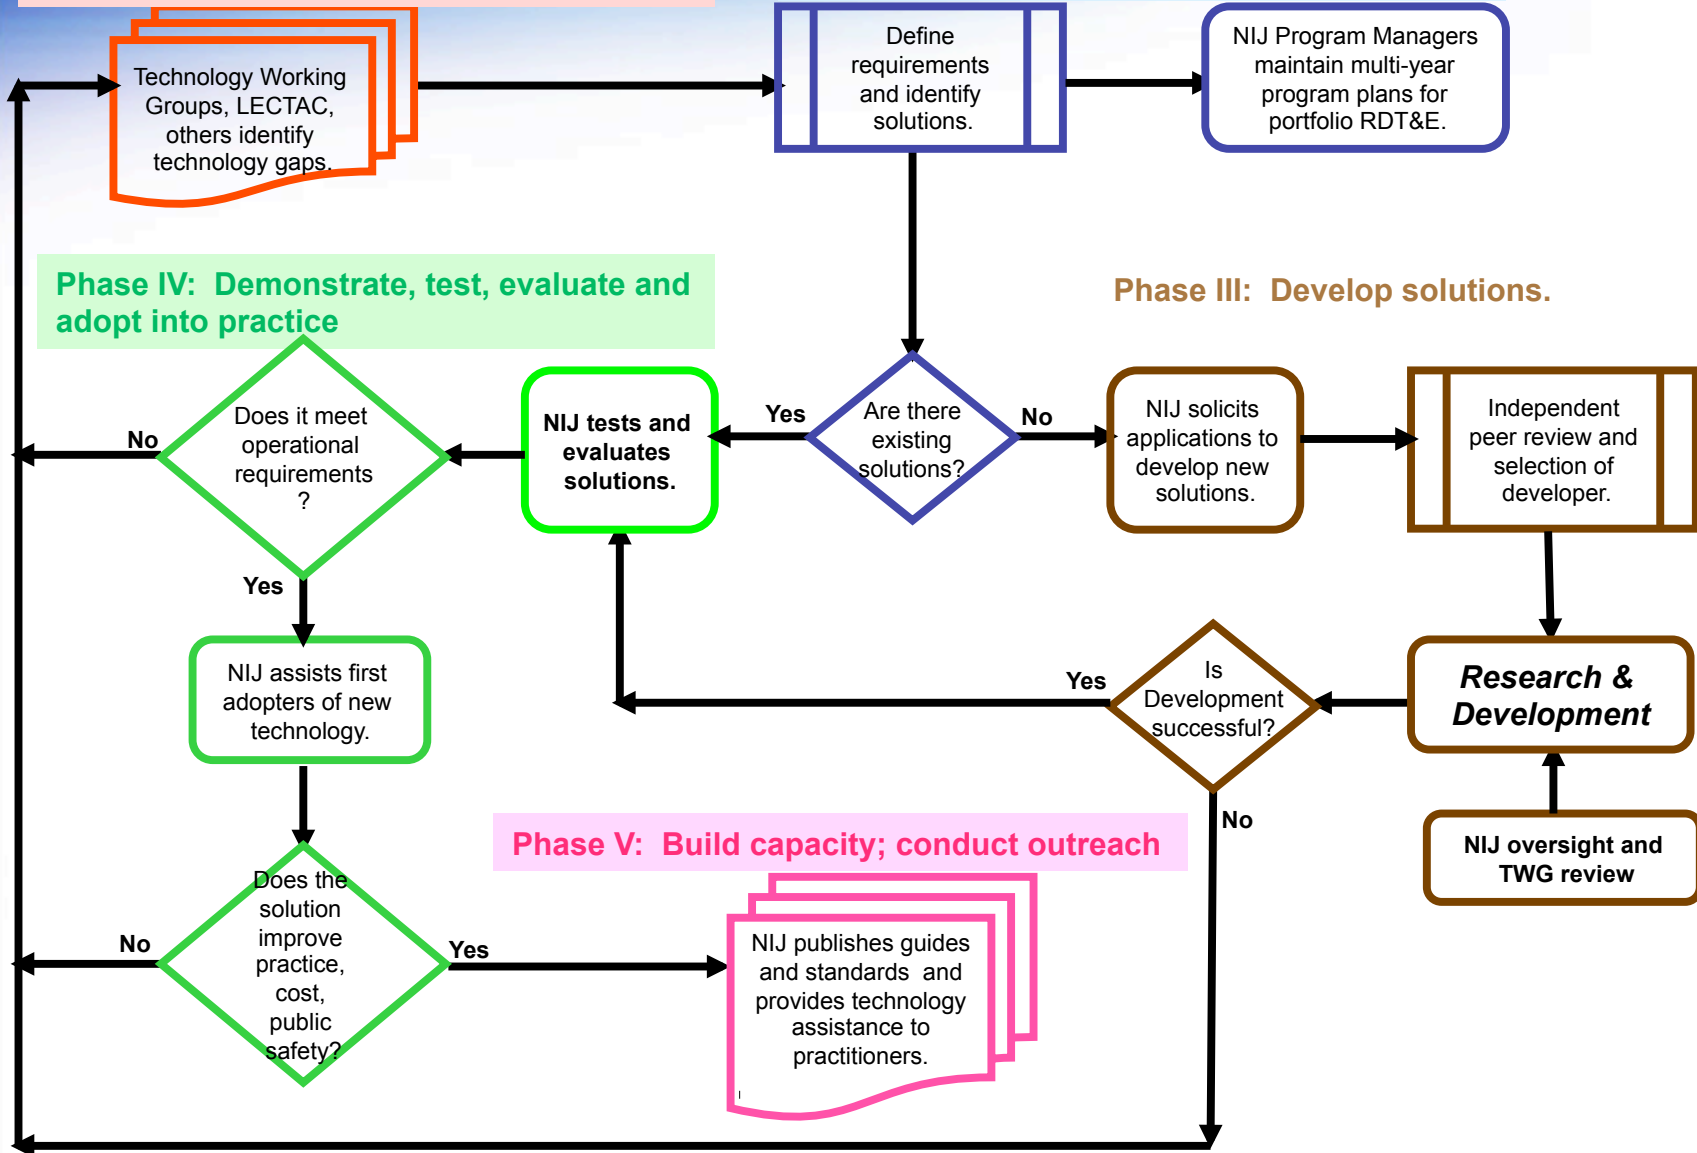 Technology Working
Groups, LECTAC,
others identify
technology gaps.
Define
requirements
and identify
solutions.
NIJ Program Managers
maintain multi-year
program plans for
portfolio RDT&E.
Phase IV:  Demonstrate, test, evaluate and
adopt into practice
Phase III:  Develop solutions.
Does it meet
operational
requirements
?
No
Yes
NIJ tests and
evaluates
solutions.
Yes
Are there
existing
solutions?
No
NIJ solicits
applications to
develop new
solutions.
Independent
peer review and
selection of
developer.
NIJ assists first
adopters of new
technology.
Yes
Is
Development
successful?
No
Research &
Development
NIJ oversight and
TWG review
Phase V:  Build capacity; conduct outreach
Does the
solution
improve
practice,
cost,
public
safety?
No
Yes
NIJ publishes guides
and standards  and
provides technology
assistance to
practitioners.